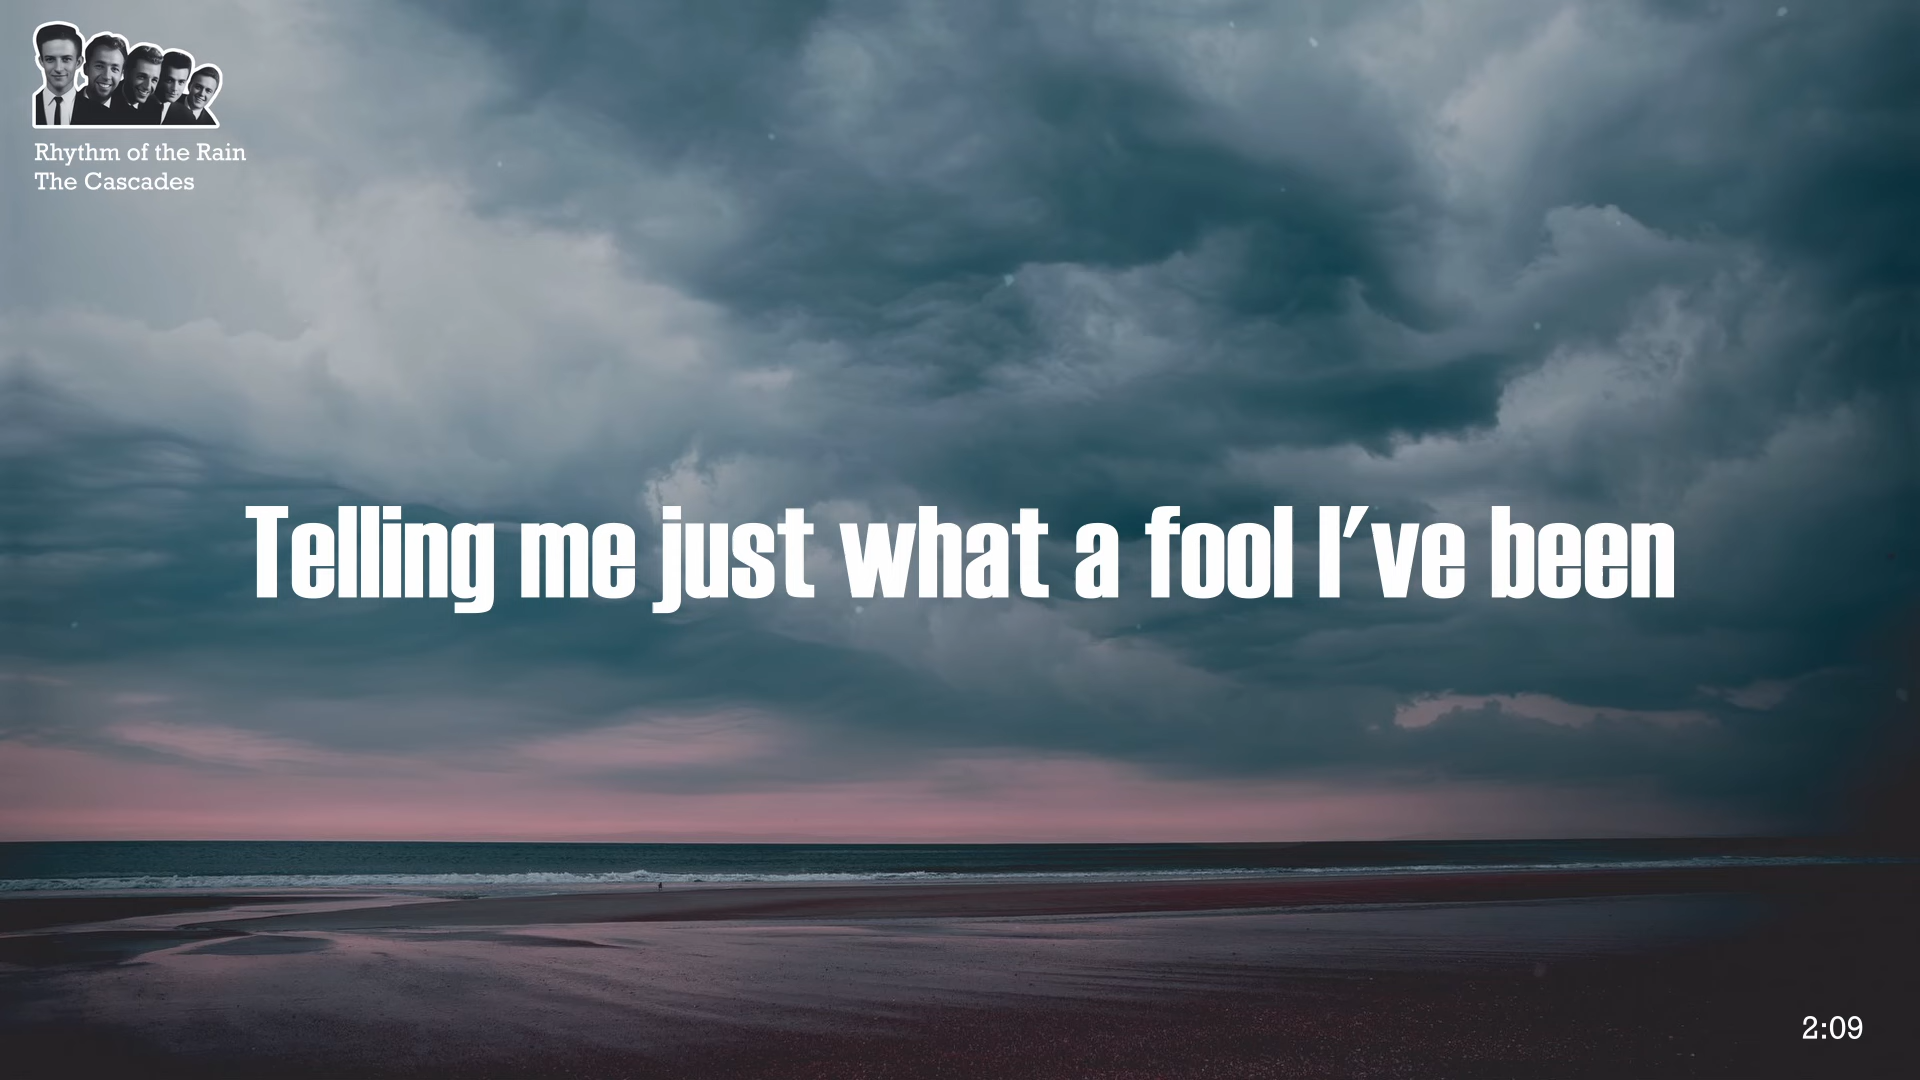 Rhythm of the Rain
The Cascades
Telling me just what a fool I've been
2:09